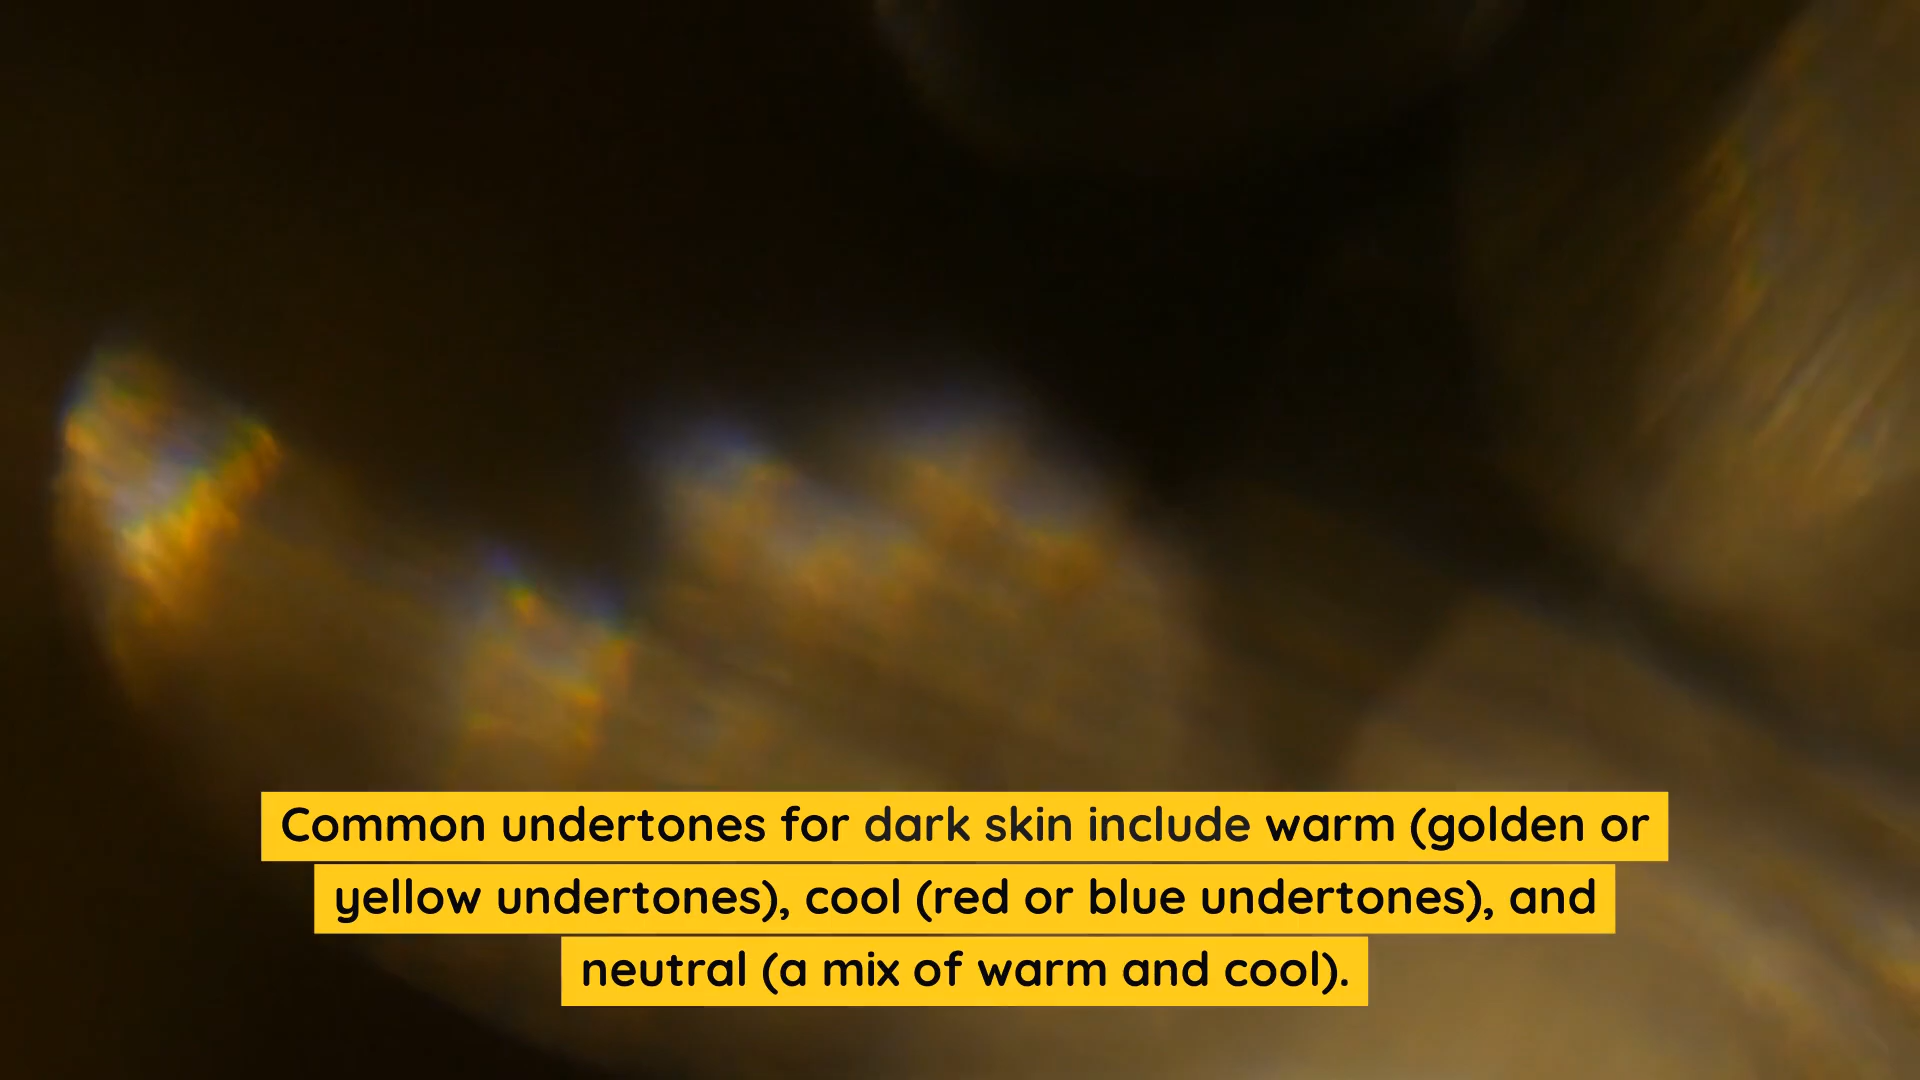 Common undertones for dark skin include warm (golden or
yellow undertones), cool (red or blue undertones), and
neutral (a mix of warm and cool).